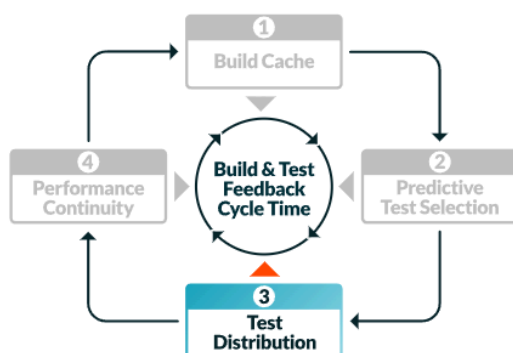 1
Build Cache
2
Predictive
Test Selection
3
Test
Distribution
4
Performance
Continuity
Build & Test
Feedback
Cycle Time